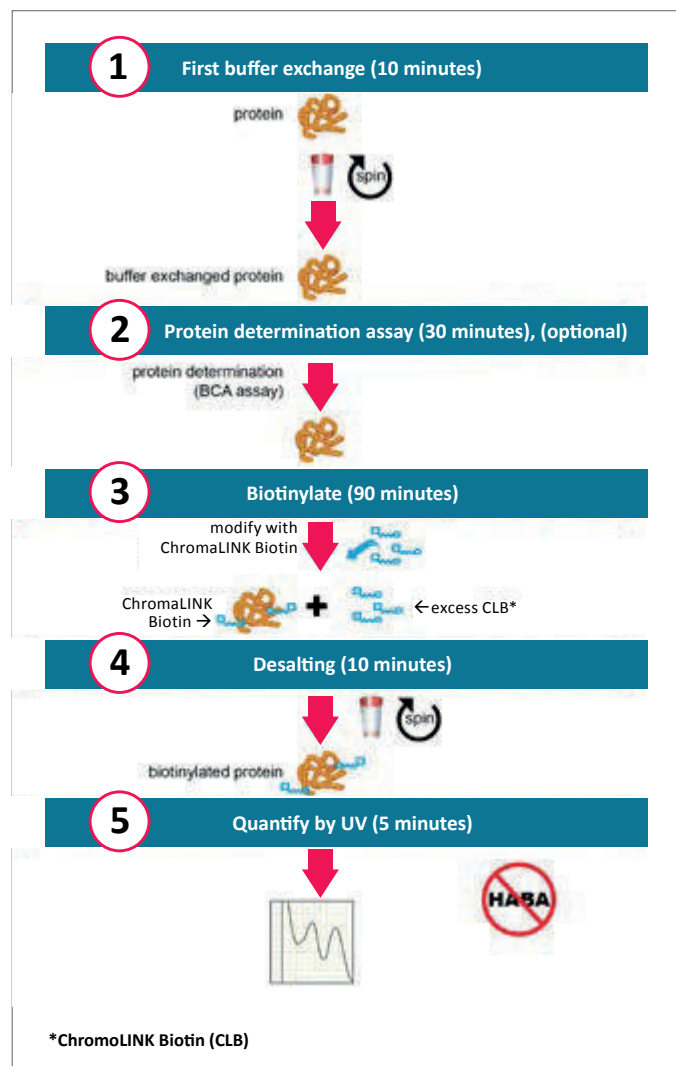 1
First buffer exchange (10 minutes)
protein
spin
buffer exchanged protein
2
Protein determination assay (30 minutes), (optional)
protein determination
(BCA assay)
3
Biotinylate (90 minutes)
modify with
ChromaLINK Biotin
ChromaLINK
Biotin →
+
← excess CLB*
4
Desalting (10 minutes)
spin
biotinylated protein
5
Quantify by UV (5 minutes)
HABA
*ChromoLINK Biotin (CLB)